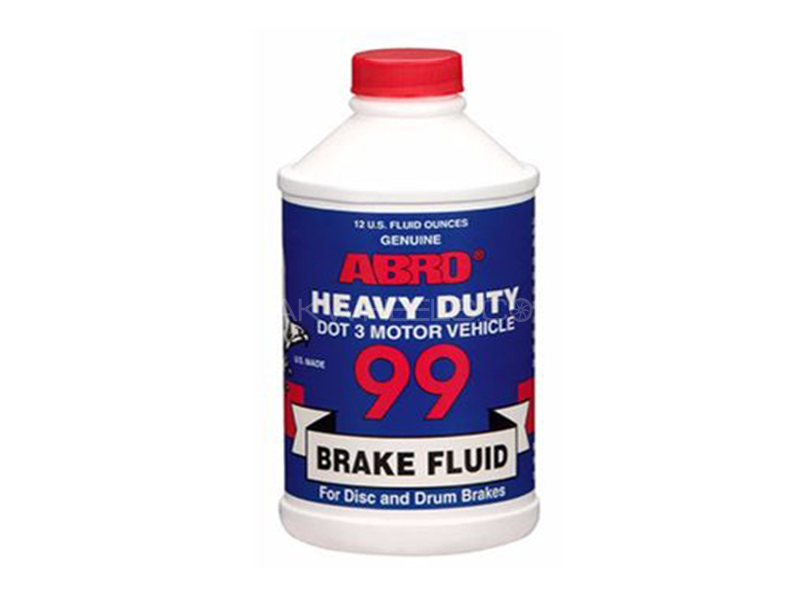 12 U.S. FLUID OUNCES
GENUINE
ABRO®
HEAVY DUTY
DOT 3 MOTOR VEHICLE
U.S. MADE
99
BRAKE FLUID
For Disc and Drum Brakes